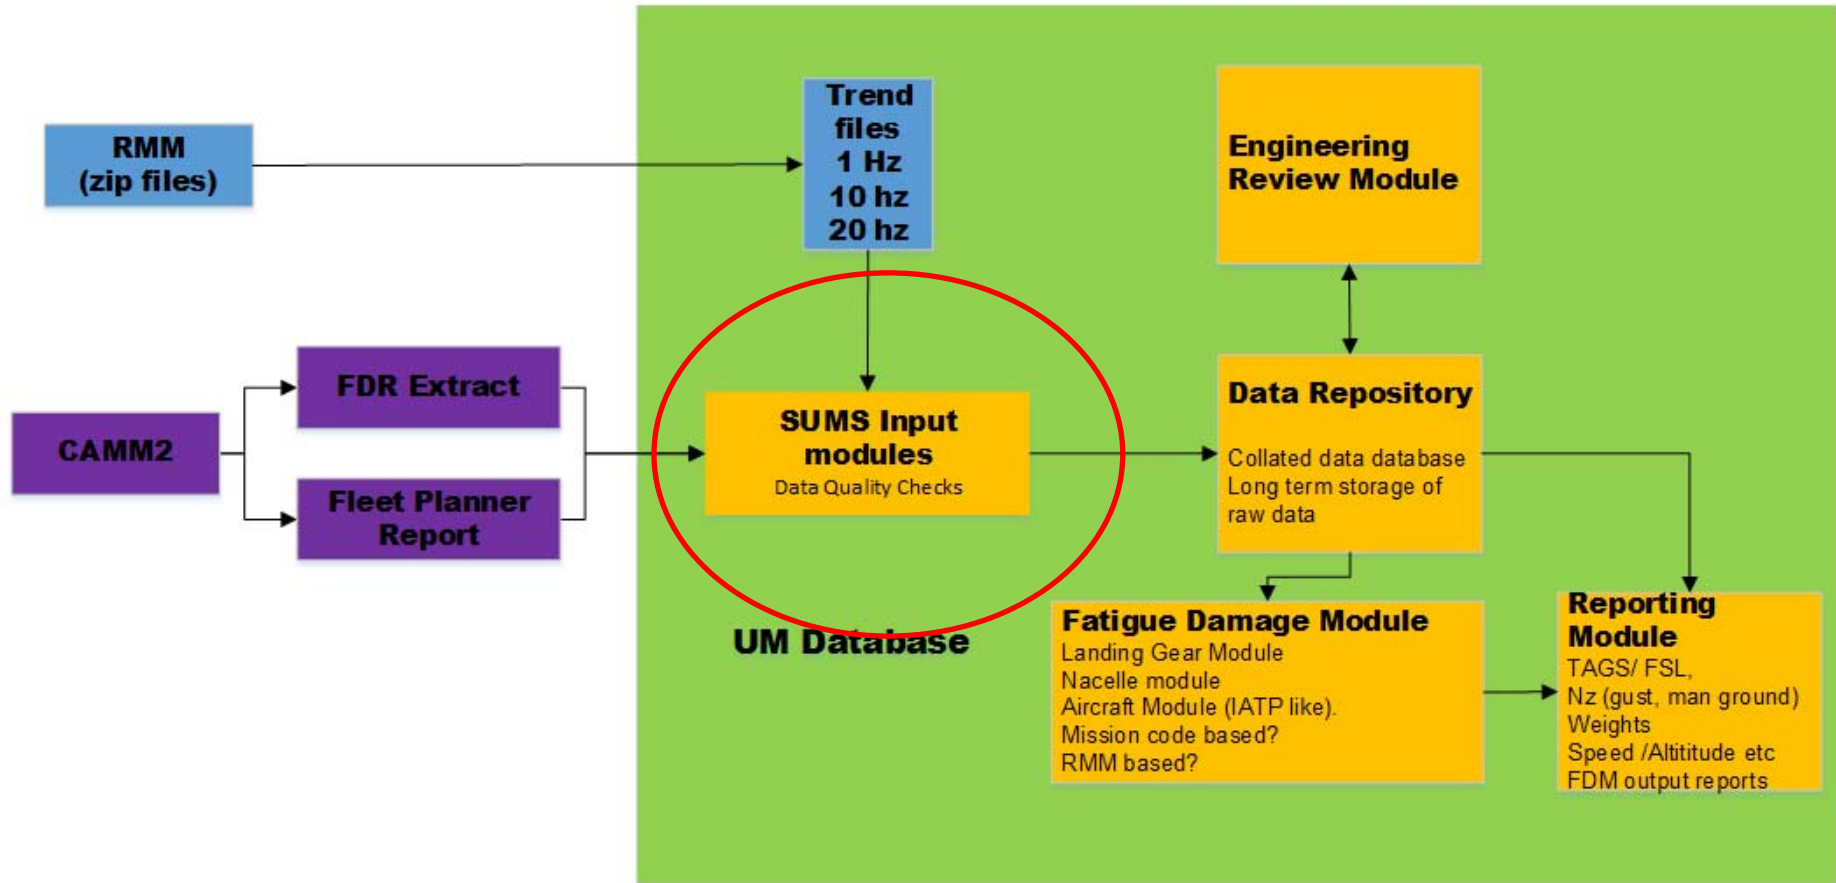 RMM
(zip files)
Trend
files
1 Hz
10 hz
20 hz
Engineering
Review Module
CAMM2
FDR Extract
Fleet Planner
Report
SUMS Input
modules
Data Quality Checks
Data Repository
Collated data database
Long term storage of
raw data
UM Database
Fatigue Damage Module
Landing Gear Module
Nacelle module
Aircraft Module (IATP like).
Mission code based?
RMM based?
Reporting
Module
TAGS/ FSL,
Nz (gust, man ground)
Weights
Speed /Altititude etc
FDM output reports